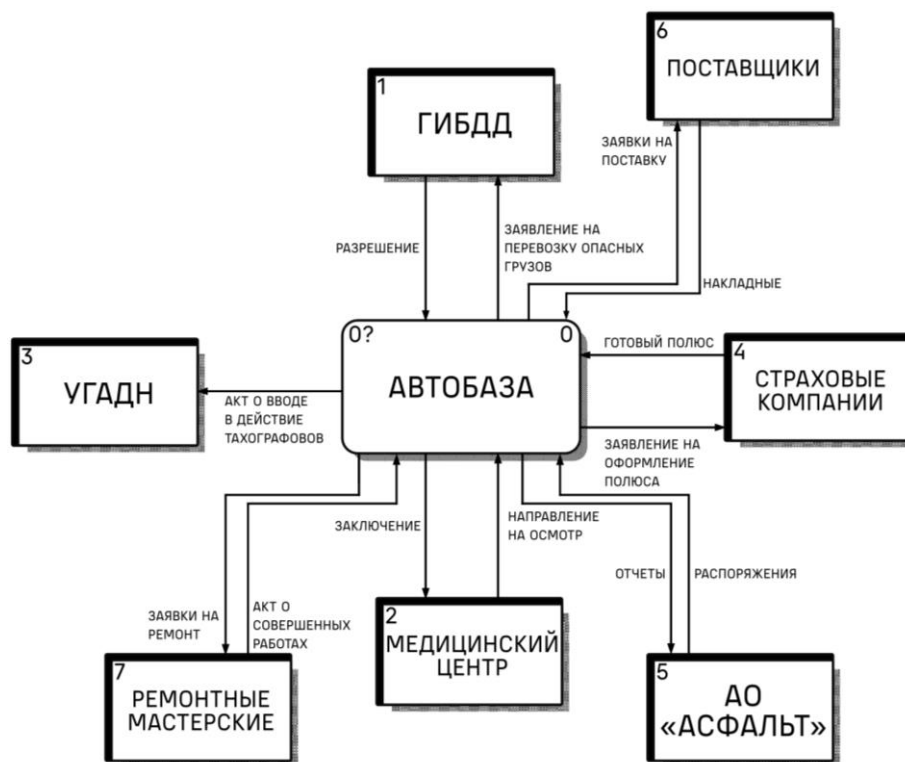 6
ПОСТАВЩИКИ
1
ГИБДД
ЗАЯВКИ НА
ПОСТАВКУ
РАЗРЕШЕНИЕ
ЗАЯВЛЕНИЕ НА
ПЕРЕВОЗКУ ОПАСНЫХ
ГРУЗОВ
НАКЛАДНЫЕ
0?
0
АВТОБАЗА
ГОТОВЫЙ ПОЛЮС
4
СТРАХОВЫЕ
КОМПАНИИ
3
УГАДН
АКТ О ВВОДЕ
В ДЕЙСТВИЕ
ТАХОГРАФОВОВ
ЗАЯВЛЕНИЕ НА
ОФОРМЛЕНИЕ
ПОЛЮСА
ЗАКЛЮЧЕНИЕ
НАПРАВЛЕНИЕ
НА ОСМОТР
ОТЧЕТЫ
РАСПОРЯЖЕНИЯ
ЗАЯВКИ НА
РЕМОНТ
АКТ О
СОВЕРШЕННЫХ
РАБОТАХ
2
МЕДИЦИНСКИЙ
ЦЕНТР
7
РЕМОНТНЫЕ
МАСТЕРСКИЕ
5
АО
«АСФАЛЬТ»